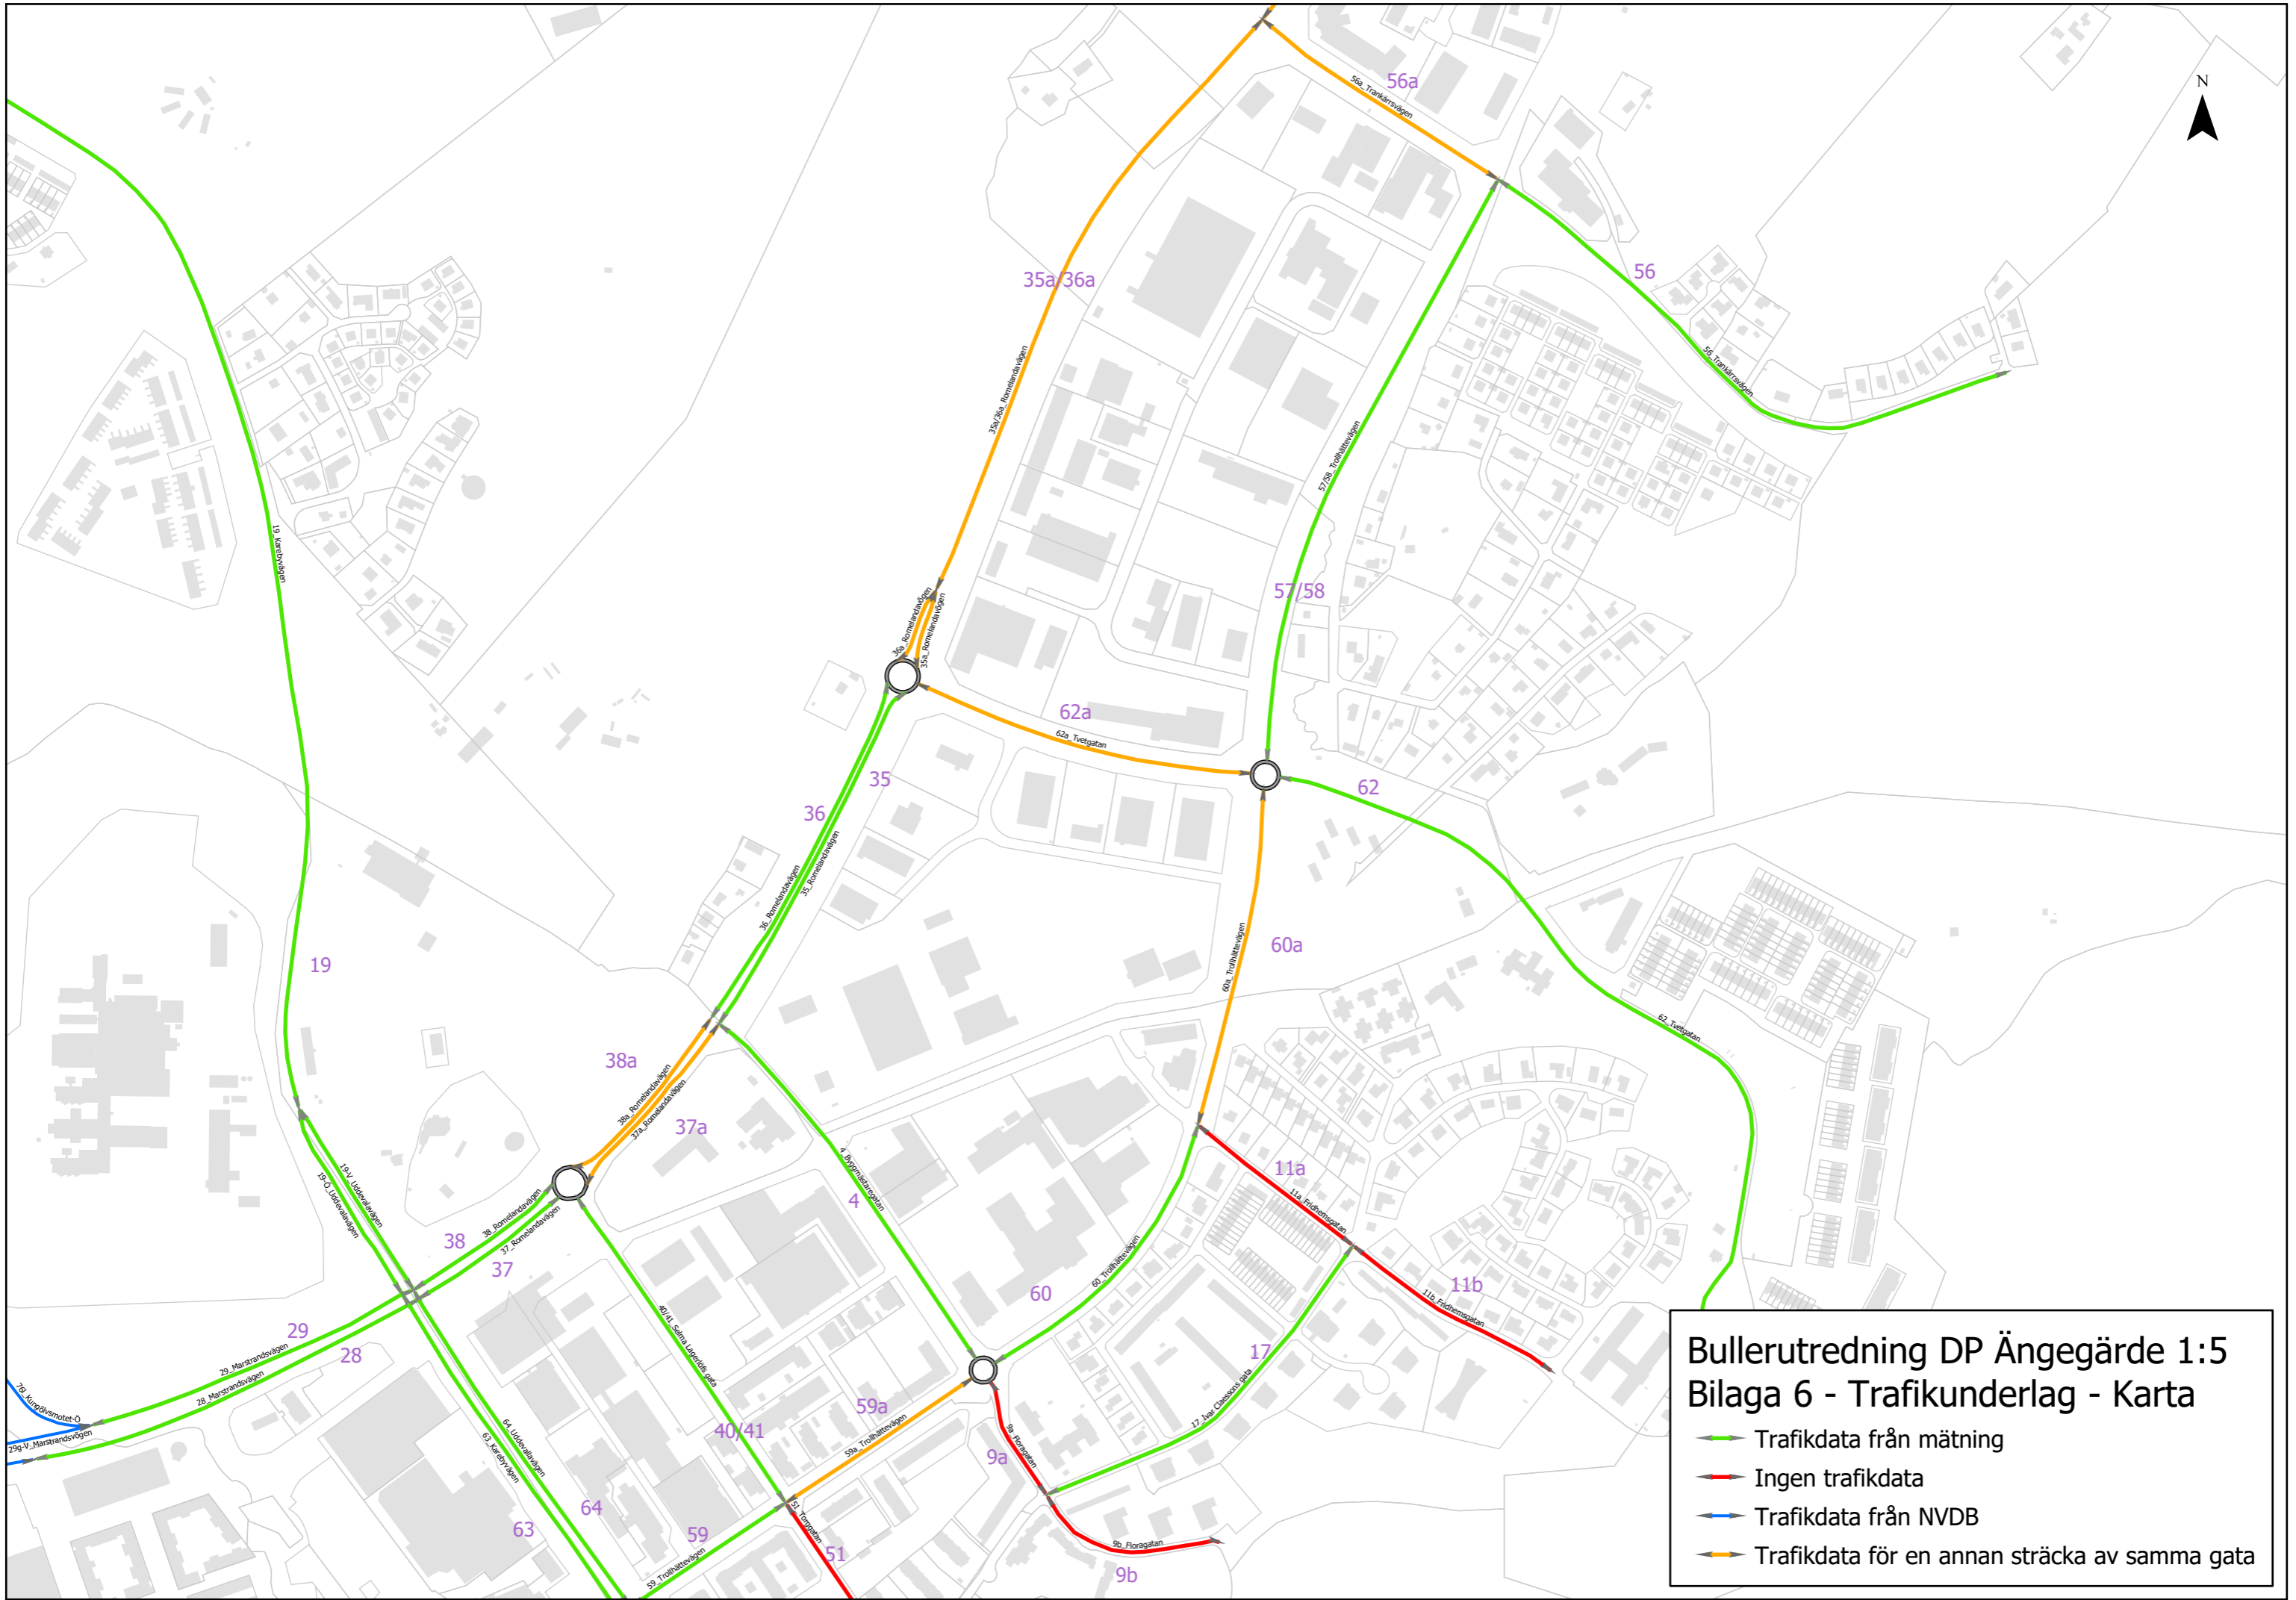 N
56a
56a_Trankärrsvägen
35a/36a
56
35a/36a_Romelandavägen
56_Trankärrsvägen
57/58_Trollhättevägen
19_Karebyvägen
57/58
36a_Romelandavägen
35a_Romelandavägen
62a
62a_Tvetgatan
35
36
62
36_Romelandavägen
35_Romelandavägen
60a
60a_Trollhättevägen
19
62_Tvetgatan
38a
38a_Romelandavägen
37a_Romelandavägen
37a
4_Byggmästaregatan
4
11a
11a_Fridhemsgatan
19-V_Uddevalavägen
19-Ö_Uddevalavägen
38_Romelandavägen
37_Romelandavägen
38
37
60_Trollhättevägen
60
11b
11b_Fridhemsgatan
29
28
29_Marstrandsvägen
28_Marstrandsvägen
40/41_Selma Lagerlöfs gata
40/41
17
17_Ivar Claessons gata
59a
59a_Trollhättevägen
9a_Floragatan
9a
76j_Kungölvsmotet-Ö
29g-V_Marstrandsvägen
64_Uddevallavägen
63_Karebyvägen
64
63
59
59_Trollhättevägen
51_Torggatan
51
9b_Floragatan
9b
Bullerutredning DP Ängegärde 1:5
Bilaga 6 - Trafikunderlag - Karta
Trafikdata från mätning
Ingen trafikdata
Trafikdata från NVDB
Trafikdata för en annan sträcka av samma gata